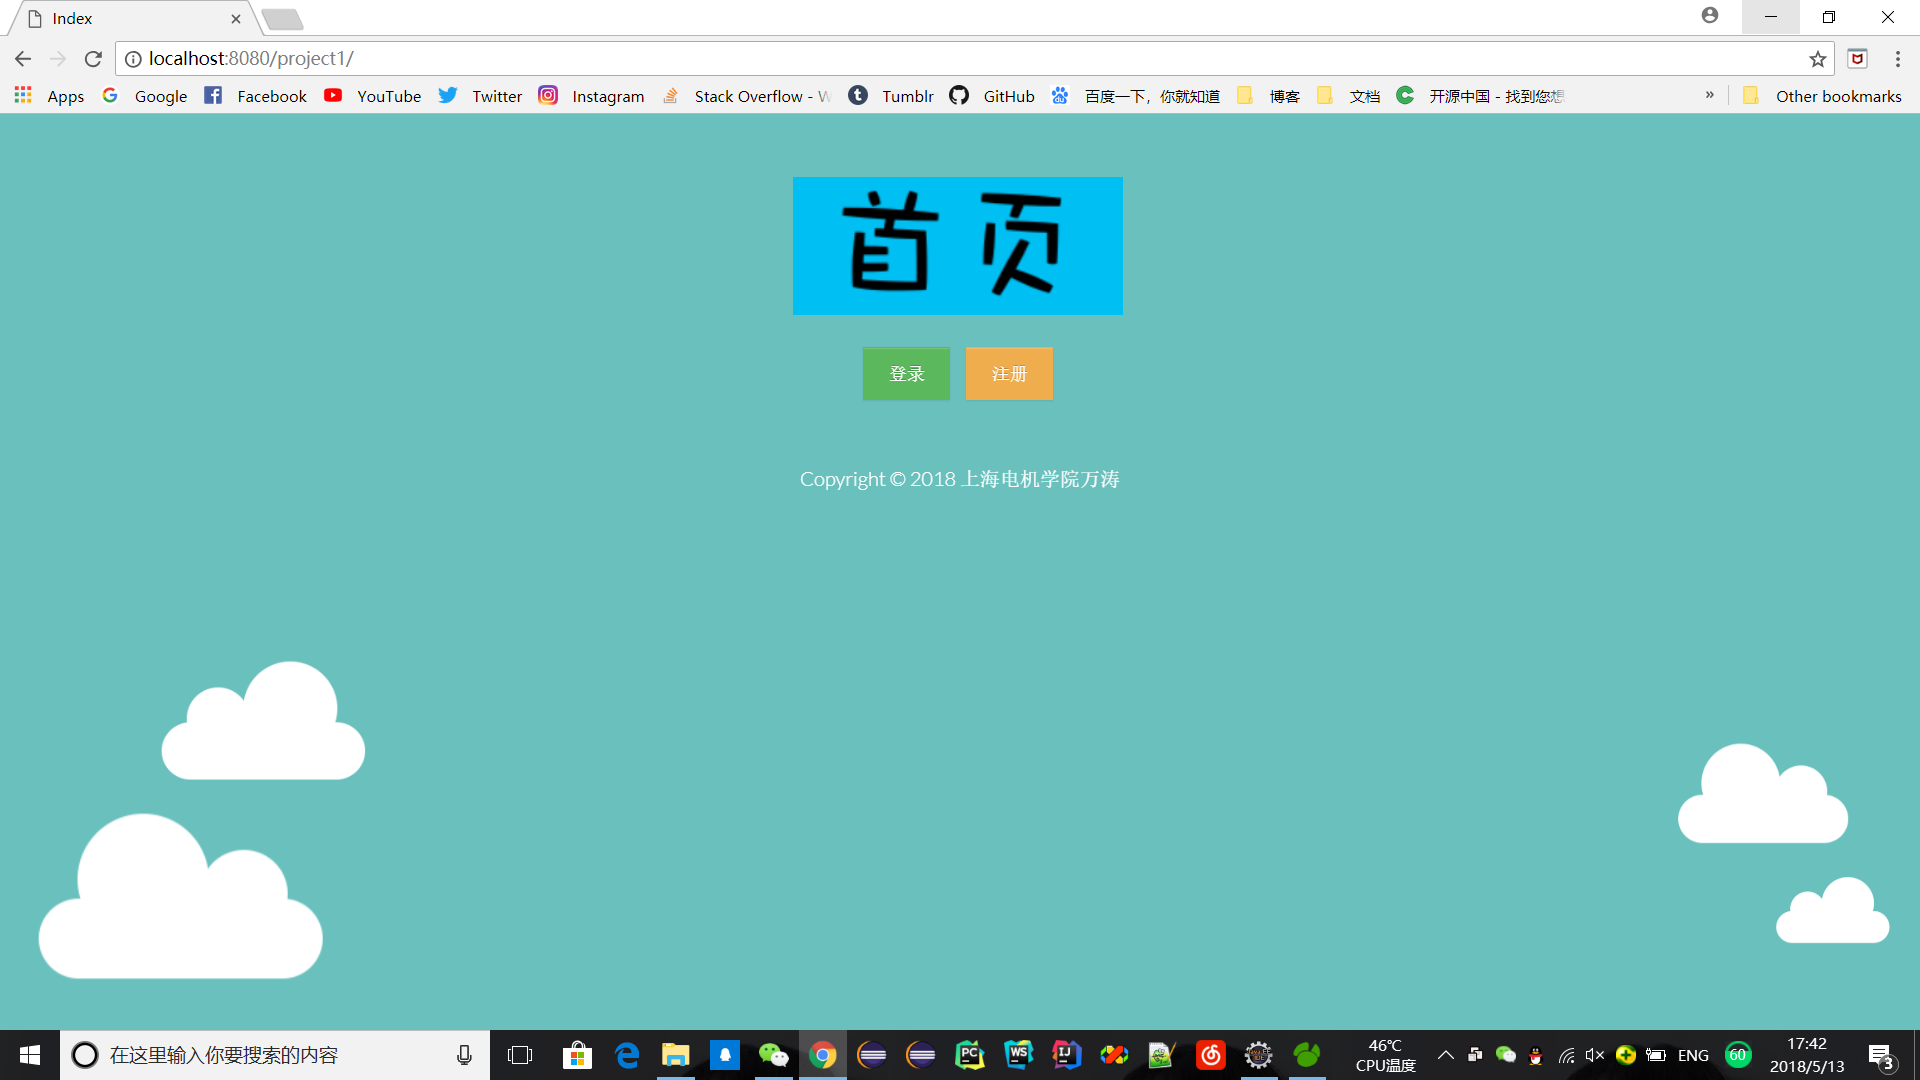 Index
localhost:8080/project1/
Apps Google Facebook YouTube Twitter Instagram Stack Overflow - W Tumblr GitHub 百度一下，你就知道 博客 文档 开源中国 - 找到您想 » Other bookmarks
首页
登录 注册
Copyright © 2018 上海电机学院万涛
在这里输入你要搜索的内容
PC WS IJ
46℃
CPU温度
ENG 60
17:42
2018/5/13
3